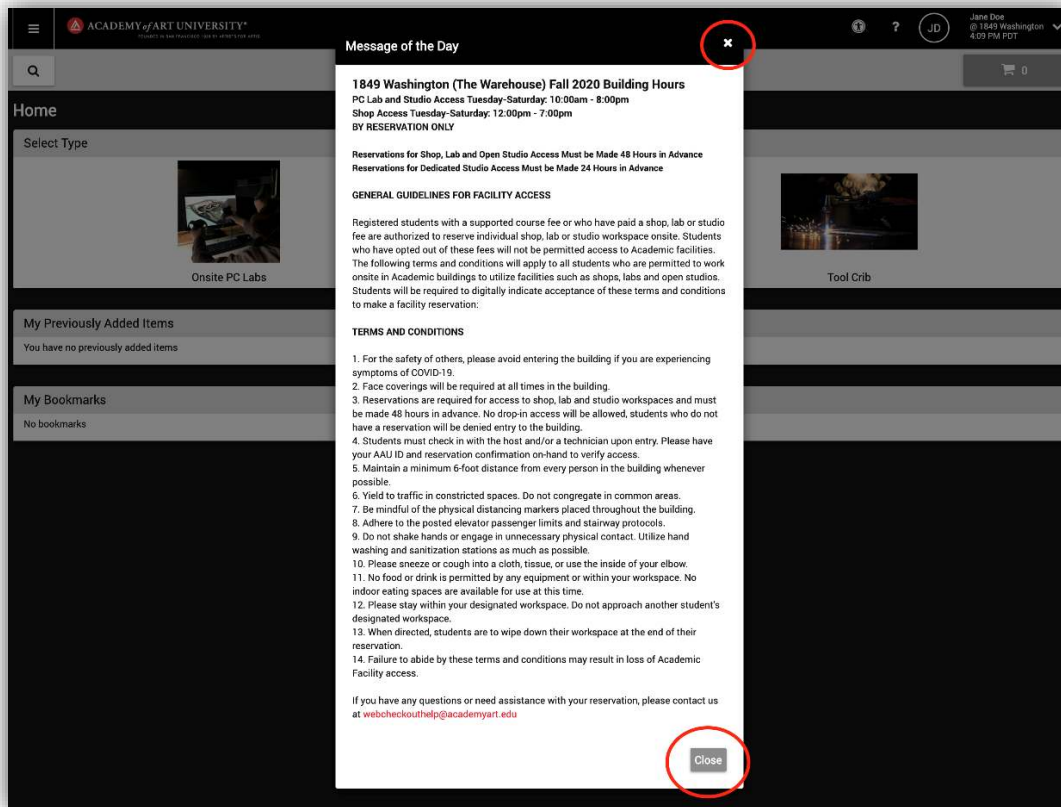 ACADEMY of ART UNIVERSITY®
?
JD
Jane Doe
@ 1849 Washington
4:09 PM PDT
Message of the Day
0
Home
Select Type
Onsite PC Labs
Tool Crib
My Previously Added Items
You have no previously added items
My Bookmarks
No bookmarks
1849 Washington (The Warehouse) Fall 2020 Building Hours
PC Lab and Studio Access Tuesday-Saturday: 10:00am - 8:00pm
Shop Access Tuesday-Saturday: 12:00pm - 7:00pm
BY RESERVATION ONLY
Reservations for Shop, Lab and Open Studio Access Must be Made 48 Hours in Advance
Reservations for Dedicated Studio Access Must be Made 24 Hours in Advance
GENERAL GUIDELINES FOR FACILITY ACCESS
Registered students with a supported course fee or who have paid a shop, lab or studio
fee are authorized to reserve individual shop, lab or studio workspace onsite. Students
who have opted out of these fees will not be permitted access to Academic facilities.
The following terms and conditions will apply to all students who are permitted to work
onsite in Academic buildings to utilize facilities such as shops, labs and open studios.
Students will be required to digitally indicate acceptance of these terms and conditions
to make a facility reservation:
TERMS AND CONDITIONS
1. For the safety of others, please avoid entering the building if you are experiencing
symptoms of COVID-19.
2. Face coverings will be required at all times in the building.
3. Reservations are required for access to shop, lab and studio workspaces and must
be made 48 hours in advance. No drop-in access will be allowed, students who do not
have a reservation will be denied entry to the building.
4. Students must check in with the host and/or a technician upon entry. Please have
your AAU ID and reservation confirmation on-hand to verify access.
5. Maintain a minimum 6-foot distance from every person in the building whenever
possible.
6. Yield to traffic in constricted spaces. Do not congregate in common areas.
7. Be mindful of the physical distancing markers placed throughout the building.
8. Adhere to the posted elevator passenger limits and stairway protocols.
9. Do not shake hands or engage in unnecessary physical contact. Utilize hand
washing and sanitization stations as much as possible.
10. Please sneeze or cough into a cloth, tissue, or use the inside of your elbow.
11. No food or drink is permitted by any equipment or within your workspace. No
indoor eating spaces are available for use at this time.
12. Please stay within your designated workspace. Do not approach another student's
designated workspace.
13. When directed, students are to wipe down their workspace at the end of their
reservation.
14. Failure to abide by these terms and conditions may result in loss of Academic
Facility access.
If you have any questions or need assistance with your reservation, please contact us
at webcheckouthelp@academyart.edu
Close